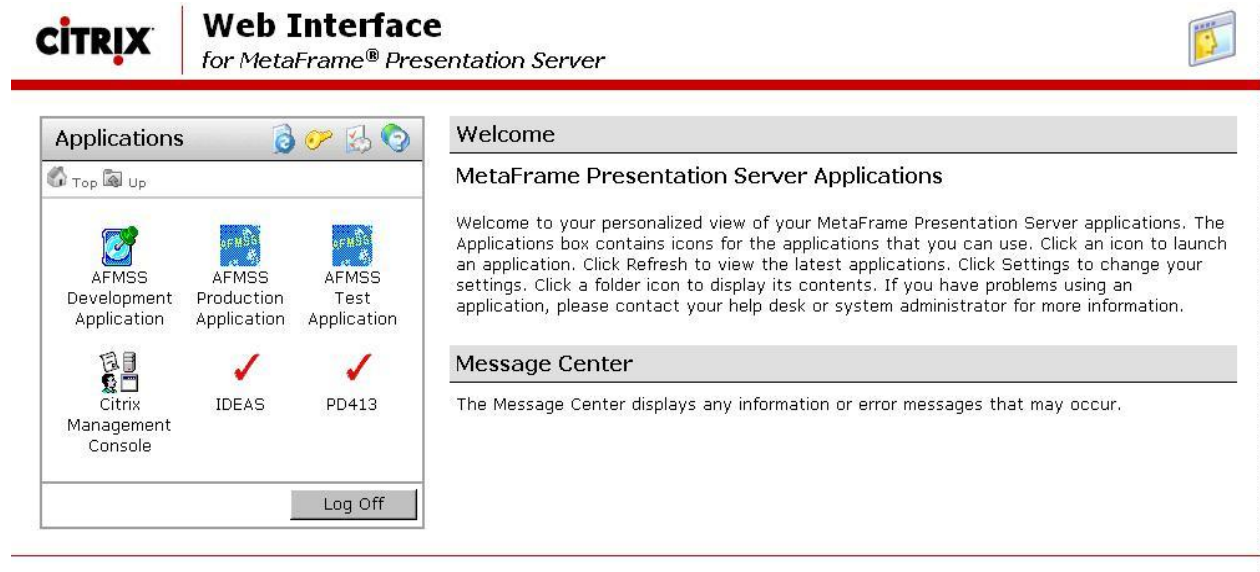 CITRIX
Web Interface
for MetaFrame® Presentation Server
Applications
Top Up
AFMSS
Development
Application
AFMSS
Production
Application
AFMSS
Test
Application
Citrix
Management
Console
IDEAS
PD413
Log Off
Welcome
MetaFrame Presentation Server Applications
Welcome to your personalized view of your MetaFrame Presentation Server applications. The
Applications box contains icons for the applications that you can use. Click an icon to launch
an application. Click Refresh to view the latest applications. Click Settings to change your
settings. Click a folder icon to display its contents. If you have problems using an
application, please contact your help desk or system administrator for more information.
Message Center
The Message Center displays any information or error messages that may occur.